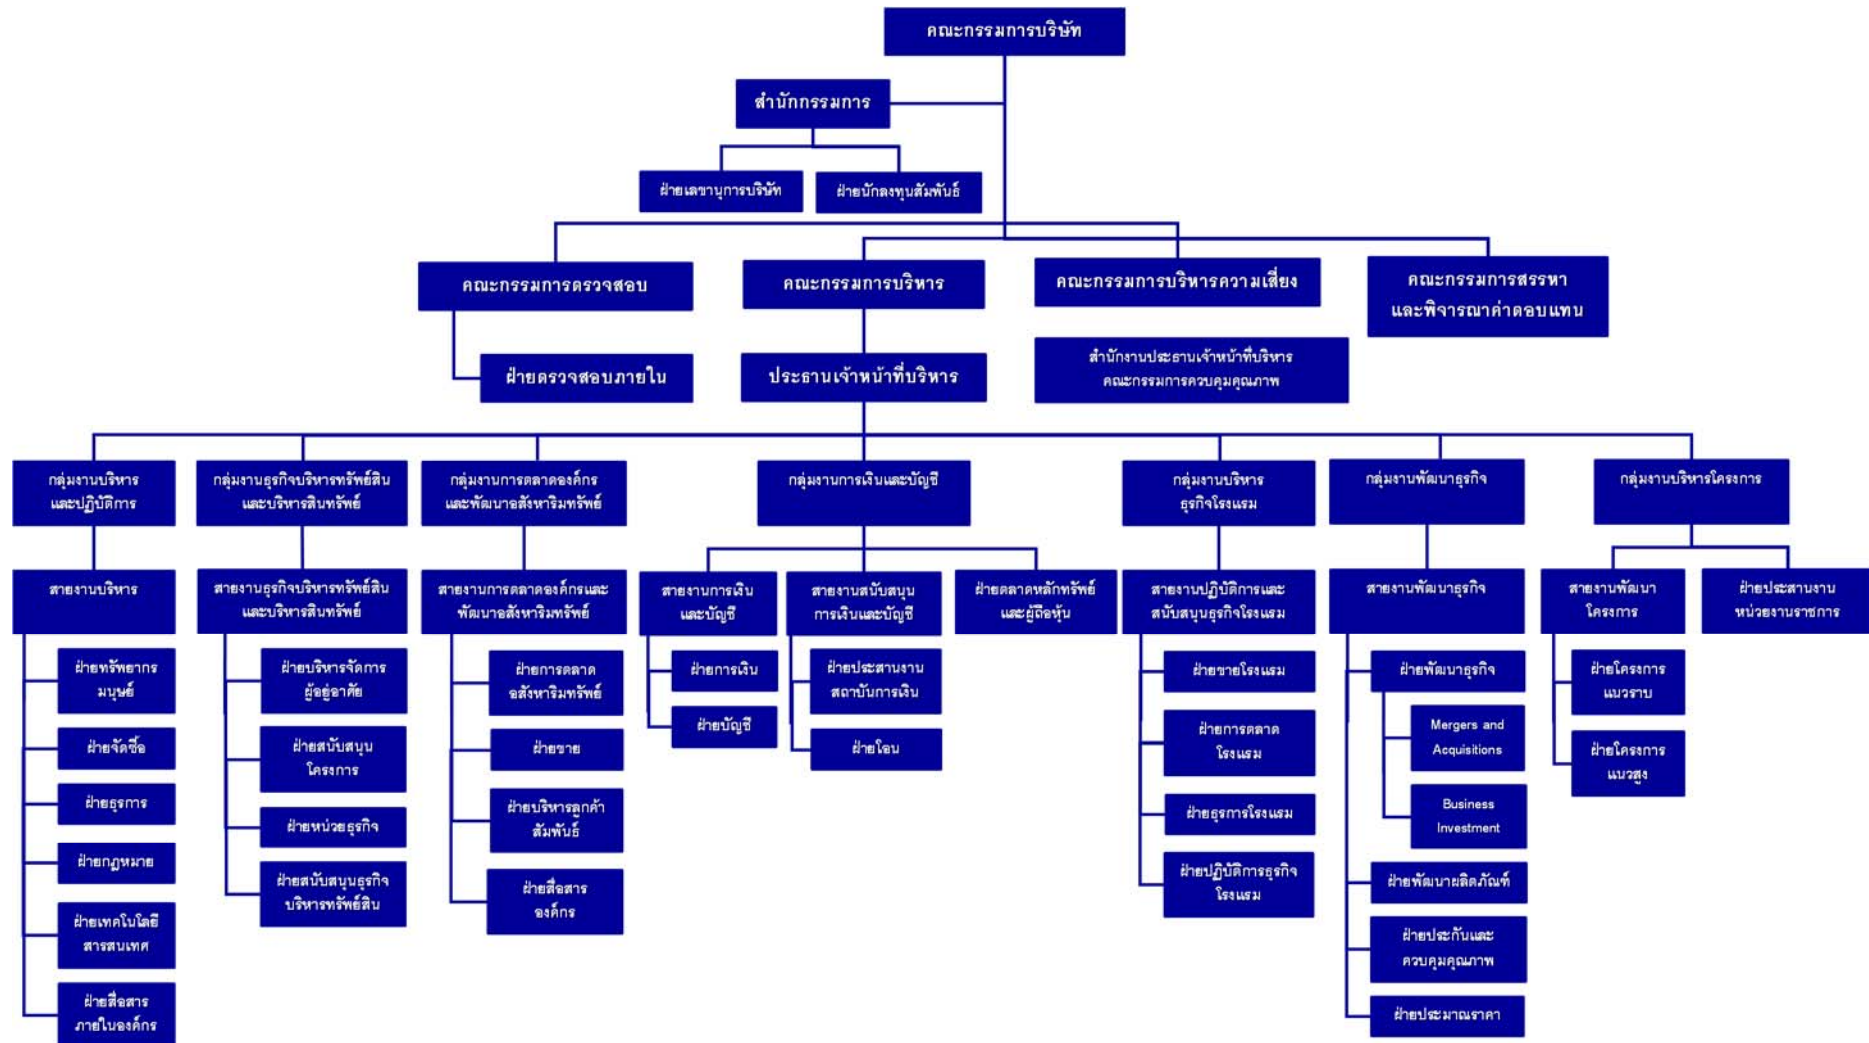 คณะกรรมการบริษัท
สำนักกรรมการ
ฝ่ายเลขานุการบริษัท
ฝ่ายนักลงทุนสัมพันธ์
คณะกรรมการตรวจสอบ
คณะกรรมการบริหาร
คณะกรรมการบริหารความเสี่ยง
คณะกรรมการสรรหา
และพิจารณาค่าตอบแทน
ฝ่ายตรวจสอบภายใน
ประธานเจ้าหน้าที่บริหาร
สำนักงานประธานเจ้าหน้าที่บริหาร
คณะกรรมการควบคุมคุณภาพ
กลุ่มงานบริหาร
และปฏิบัติการ
กลุ่มงานธุรกิจบริหารทรัพย์สิน
และบริหารสินทรัพย์
กลุ่มงานการตลาดองค์กร
และพัฒนาอสังหาริมทรัพย์
กลุ่มงานการเงินและบัญชี
กลุ่มงานบริหาร
ธุรกิจโรงแรม
กลุ่มงานพัฒนาธุรกิจ
กลุ่มงานบริหารโครงการ
สายงานบริหาร
สายงานธุรกิจบริหารทรัพย์สิน
และบริหารสินทรัพย์
สายงานการตลาดองค์กรและ
พัฒนาอสังหาริมทรัพย์
สายงานการเงิน
และบัญชี
สายงานสนับสนุน
การเงินและบัญชี
ฝ่ายตลาดหลักทรัพย์
และผู้ถือหุ้น
สายงานปฏิบัติการและ
สนับสนุนธุรกิจโรงแรม
สายงานพัฒนาธุรกิจ
สายงานพัฒนา
โครงการ
ฝ่ายประสานงาน
หน่วยงานราชการ
ฝ่ายทรัพยากร
มนุษย์
ฝ่ายจัดซื้อ
ฝ่ายธุรการ
ฝ่ายกฎหมาย
ฝ่ายเทคโนโลยี
สารสนเทศ
ฝ่ายสื่อสาร
ภายในองค์กร
ฝ่ายบริหารจัดการ
ผู้อยู่อาศัย
ฝ่ายสนับสนุน
โครงการ
ฝ่ายหน่วยธุรกิจ
ฝ่ายสนับสนุนธุรกิจ
บริหารทรัพย์สิน
ฝ่ายการตลาด
อสังหาริมทรัพย์
ฝ่ายขาย
ฝ่ายบริหารลูกค้า
สัมพันธ์
ฝ่ายสื่อสาร
องค์กร
ฝ่ายการเงิน
ฝ่ายบัญชี
ฝ่ายประสานงาน
สถาบันการเงิน
ฝ่ายโอน
ฝ่ายขายโรงแรม
ฝ่ายการตลาด
โรงแรม
ฝ่ายธุรการโรงแรม
ฝ่ายปฏิบัติการธุรกิจ
โรงแรม
ฝ่ายพัฒนาธุรกิจ
Mergers and
Acquisitions
Business
Investment
ฝ่ายพัฒนาผลิตภัณฑ์
ฝ่ายประกันและ
ควบคุมคุณภาพ
ฝ่ายประมาณราคา
ฝ่ายโครงการ
แนวราบ
ฝ่ายโครงการ
แนวสูง